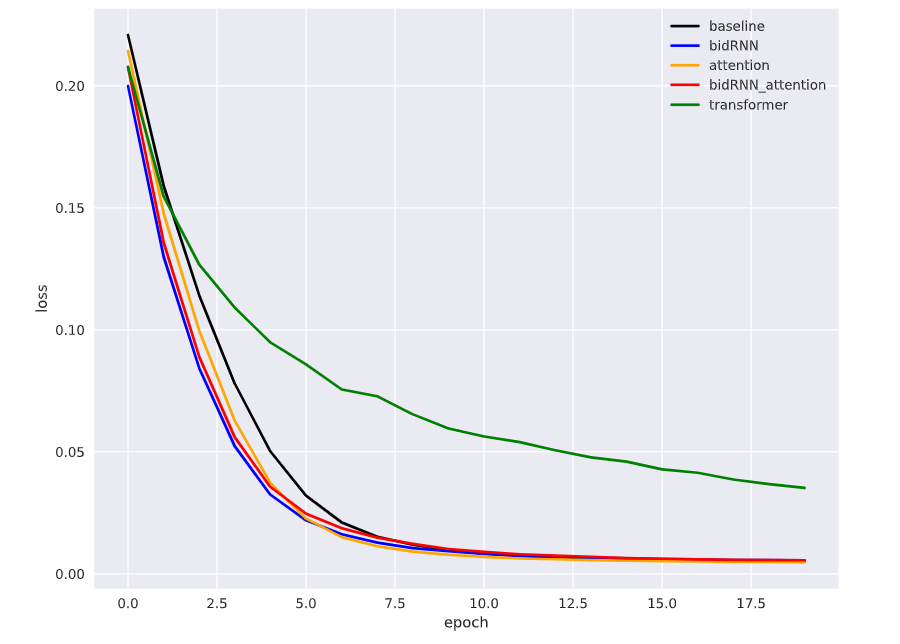 baseline
bidRNN
attention
bidRNN_attention
transformer
0.20
0.15
0.10
0.05
0.00
loss
0.0 2.5 5.0 7.5 10.0 12.5 15.0 17.5
epoch